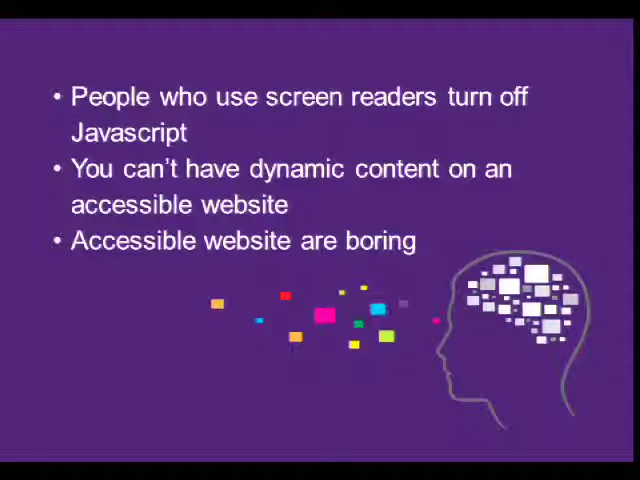 • People who use screen readers turn off
Javascript
• You can't have dynamic content on an
accessible website
• Accessible website are boring